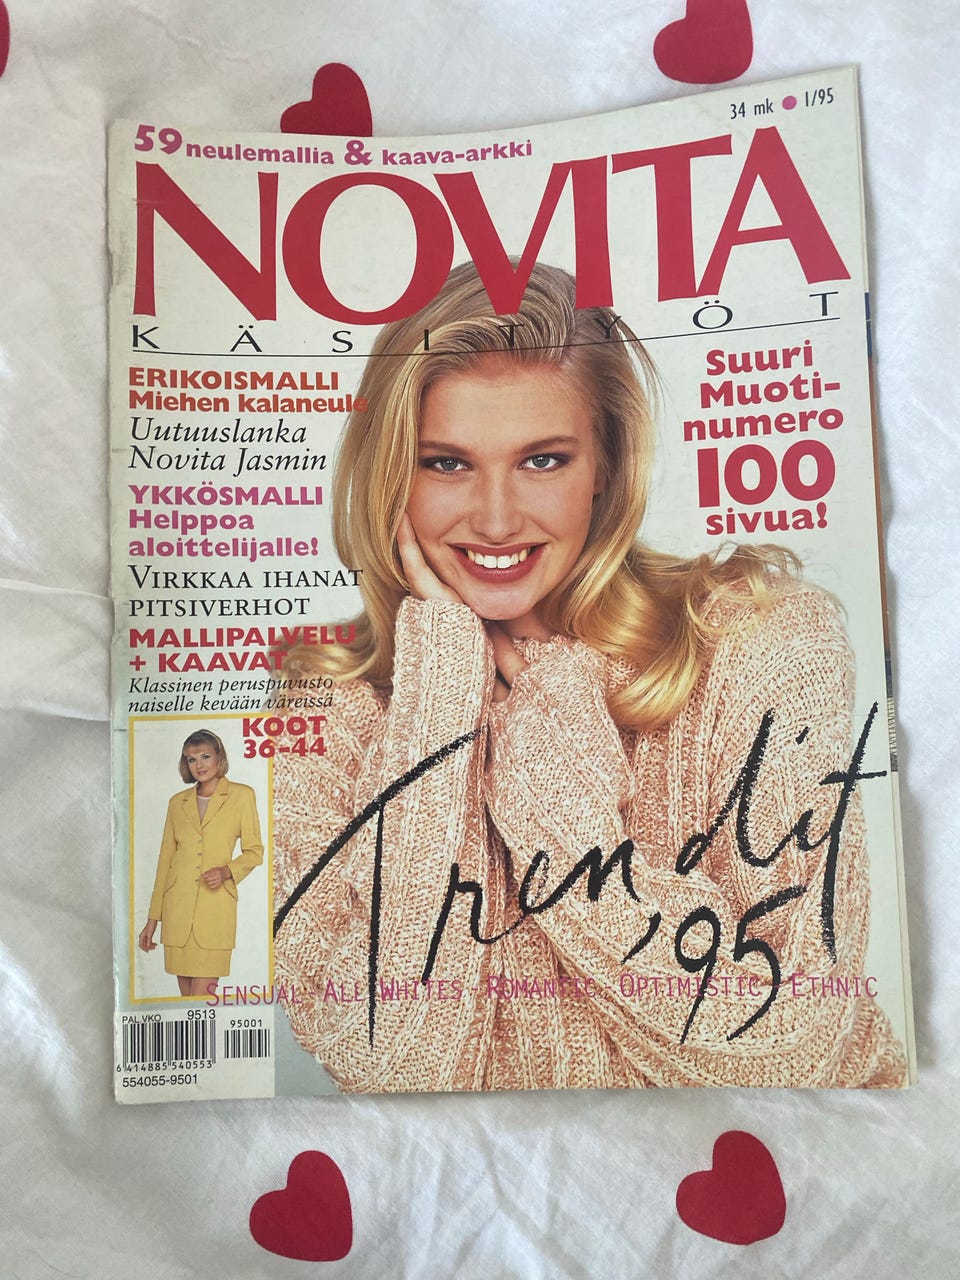 34 mk ● 1/95
59 neulemallia & kaava-arkki
NOVITA
KÄSITYÖT
ERIKOISMALLI
Miehen kalaneule
Uutuuslanka
Novita Jasmin
YKKÖSMALLI
Helppoa
aloittelijalle!
VIRKKAA IHANAT
PITSIVERHOT
MALLIPALVELU
+ KAAVAT
Klassinen peruspuvusto
naiselle kevään väreissä
KOOT
36-44
Suuri
Muoti-
numero
100
sivua!
Trendit
'95
SENSUAL - ALL WHITES - ROMANTIC - OPTIMISTIC - ETHNIC
PAL.VKO 9513
95001
6 414885 540553
554055-9501